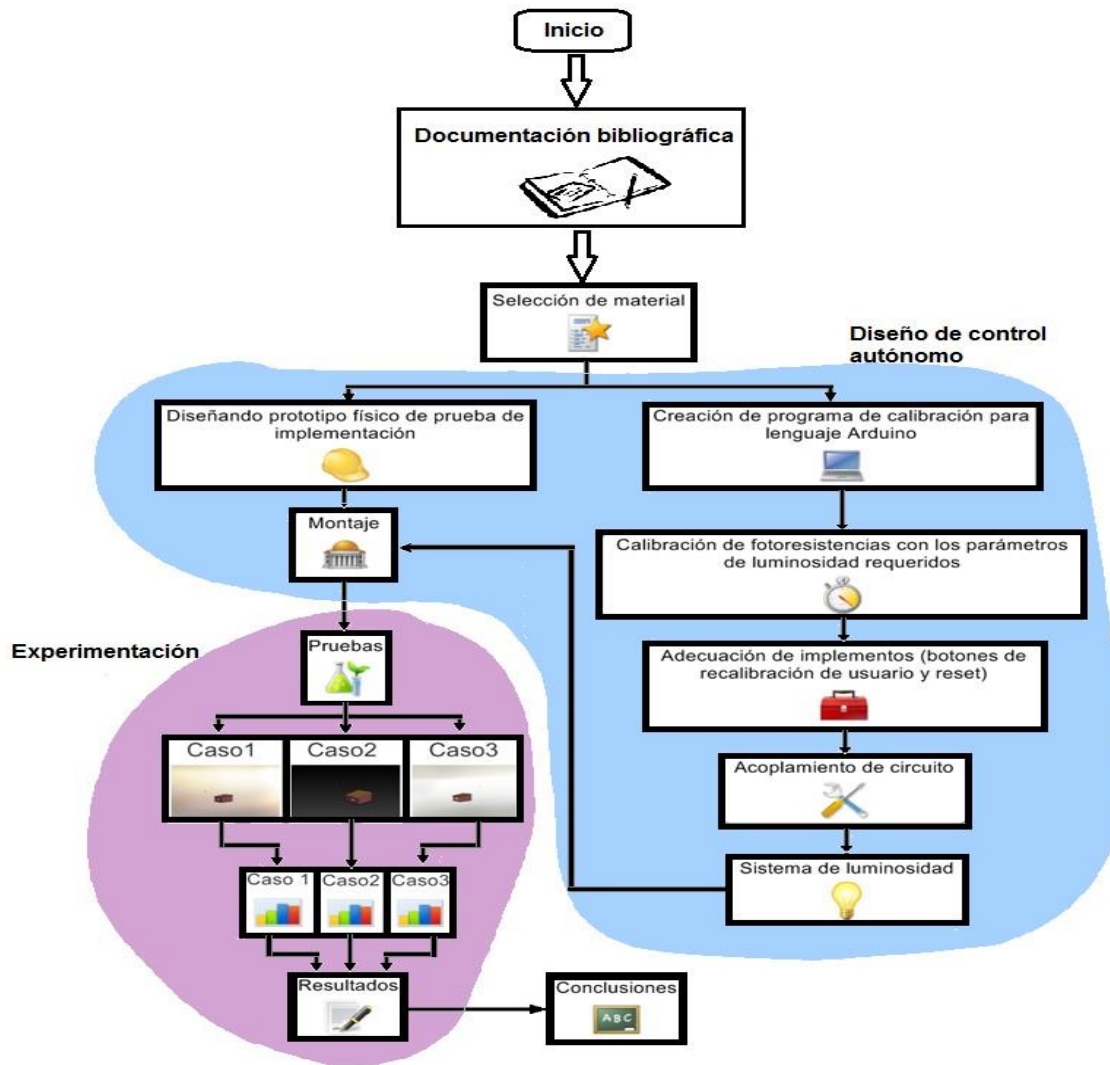 Inicio
Documentación bibliográfica
Selección de material
Diseño de control
autónomo
Diseñando prototipo físico de prueba de
implementación
Creación de programa de calibración para
lenguaje Arduino
Montaje
Calibración de fotoresistencias con los parámetros
de luminosidad requeridos
Experimentación
Pruebas
Adecuación de implementos (botones de
recalibración de usuario y reset)
Caso1
Caso2
Caso3
Acoplamiento de circuito
Sistema de luminosidad
Caso 1
Caso2
Caso3
Resultados
Conclusiones
ABC